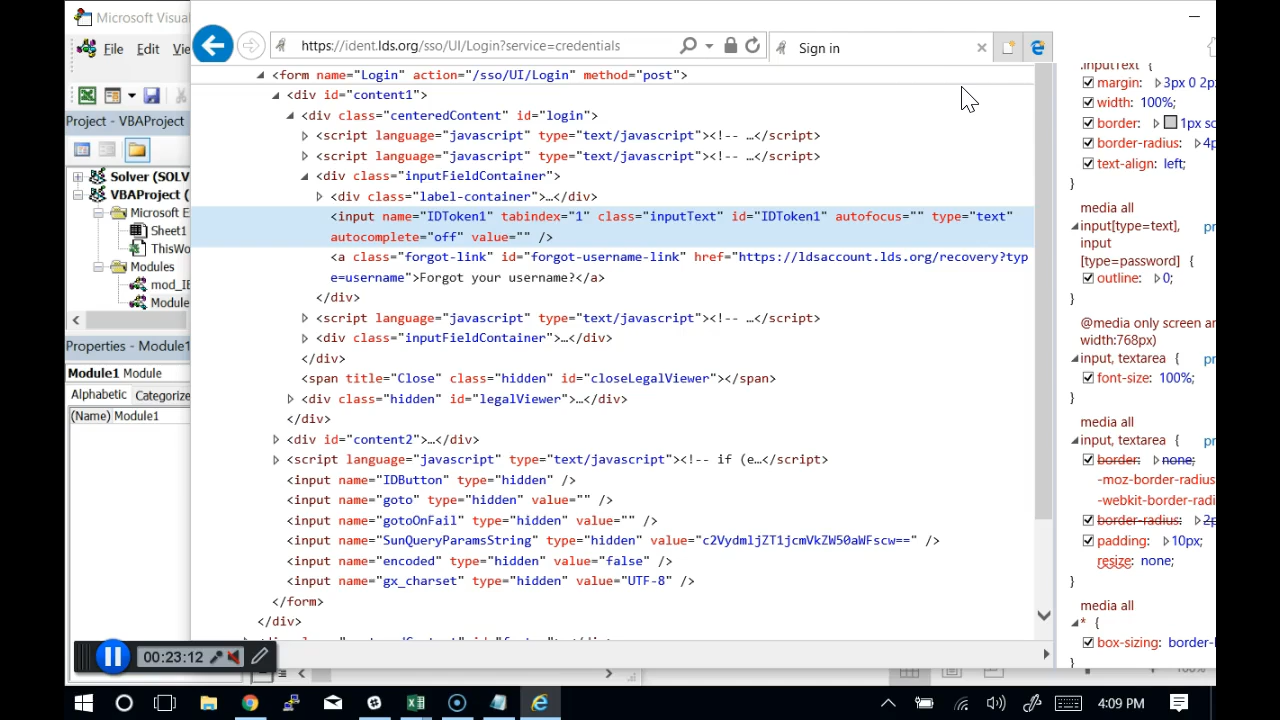 Microsoft Visu
File Edit Vi
https://ident.lds.org/sso/UI/Login?service=credentials
Sign in
Project - VBAProject
Solver (SOLV
VBAProject (
Microsoft E
Sheet1
ThisWo
Modules
mod_IE
Module
Properties - Module1
Module1 Module
Alphabetic Categorize
(Name) Module1
<form name="Login" action="/sso/UI/Login" method="post">
<div id="content1">
<div class="centeredContent" id="login">
<script language="javascript" type="text/javascript"><!-- …</script>
<script language="javascript" type="text/javascript"><!-- …</script>
<div class="inputFieldContainer">
<div class="label-container">…</div>
<input name="IDToken1" tabindex="1" class="inputText" id="IDToken1" autofocus="" type="text"
autocomplete="off" value="" />
<a class="forgot-link" id="forgot-username-link" href="https://ldsaccount.lds.org/recovery?typ
e=username">Forgot your username?</a>
</div>
<script language="javascript" type="text/javascript"><!-- …</script>
<div class="inputFieldContainer">…</div>
</div>
<span title="Close" class="hidden" id="closeLegalViewer"></span>
<div class="hidden" id="legalViewer">…</div>
</div>
<div id="content2">…</div>
<script language="javascript" type="text/javascript"><!-- if (e…</script>
<input name="IDButton" type="hidden" />
<input name="goto" type="hidden" value="" />
<input name="gotoOnFail" type="hidden" value="" />
<input name="SunQueryParamsString" type="hidden" value="c2VydmljZT1jcmVkZW50aWFscw==" />
<input name="encoded" type="hidden" value="false" />
<input name="gx_charset" type="hidden" value="UTF-8" />
</form>
</div>
.inputText {
margin: 3px 0 2p
width: 100%;
border: 1px so
border-radius: 4p
text-align: left;
}
media all
input[type=text], pr
input
[type=password] {
outline: 0;
}
@media only screen an
width:768px)
input, textarea { pr
font-size: 100%;
}
media all
input, textarea { pr
border: none;
-moz-border-radius
-webkit-border-radi
border-radius: 2p
padding: 10px;
resize: none;
}
media all
* {
box-sizing: border-
00:23:12
4:09 PM